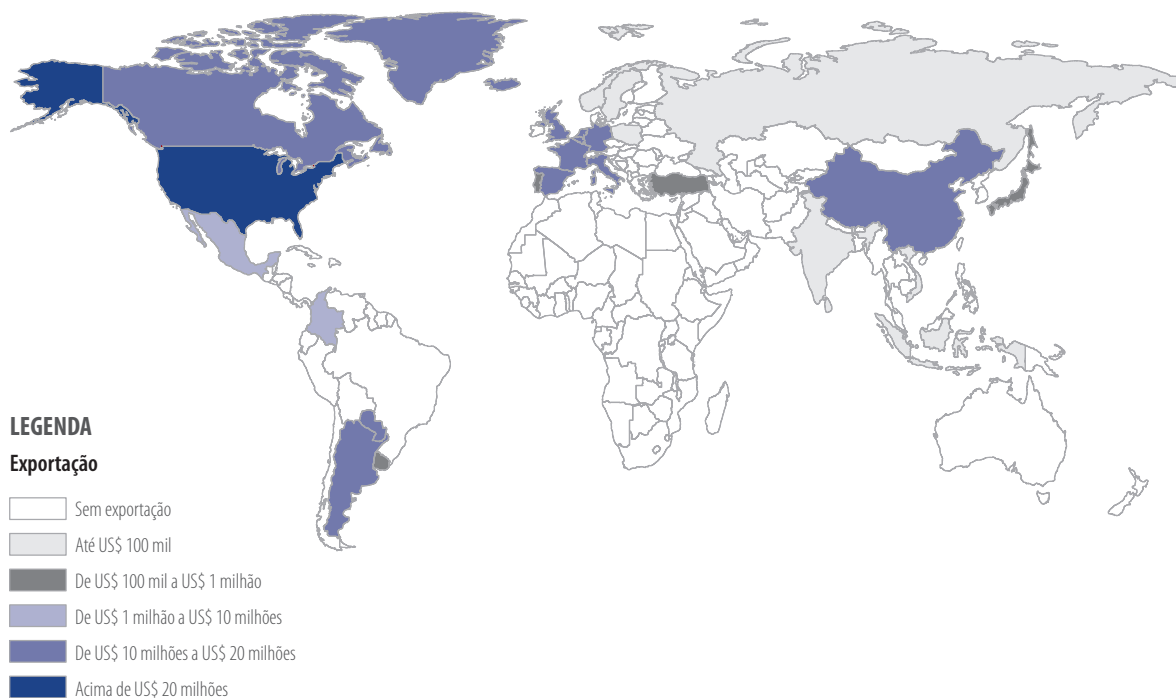 LEGENDA
Exportação
Sem exportação
Até US$ 100 mil
De US$ 100 mil a US$ 1 milhão
De US$ 1 milhão a US$ 10 milhões
De US$ 10 milhões a US$ 20 milhões
Acima de US$ 20 milhões